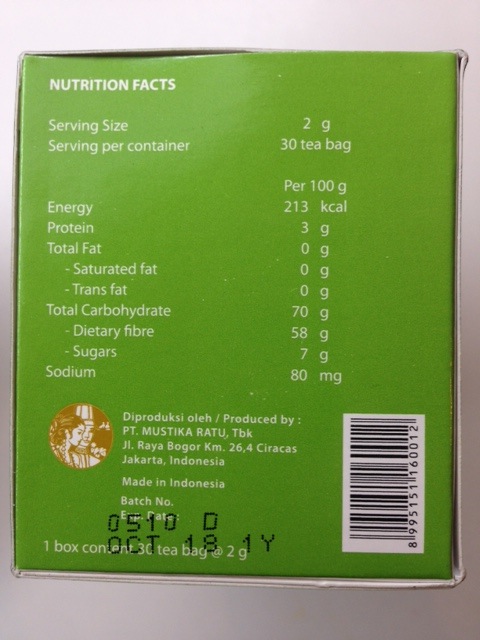 NUTRITION FACTS
Serving Size 2 g
Serving per container 30 tea bag
Per 100 g
Energy 213 kcal
Protein 3 g
Total Fat 0 g
- Saturated fat 0 g
- Trans fat 0 g
Total Carbohydrate 70 g
- Dietary fibre 58 g
- Sugars 7 g
Sodium 80 mg
Diproduksi oleh / Produced by :
PT. MUSTIKA RATU, Tbk
Jl. Raya Bogor Km. 26,4 Ciracas
Jakarta, Indonesia
Made in Indonesia
Batch No.
Exp. Date :
0510 D
OCT 18 1Y
1 box content 30 tea bag @ 2 g
8 995151 160012